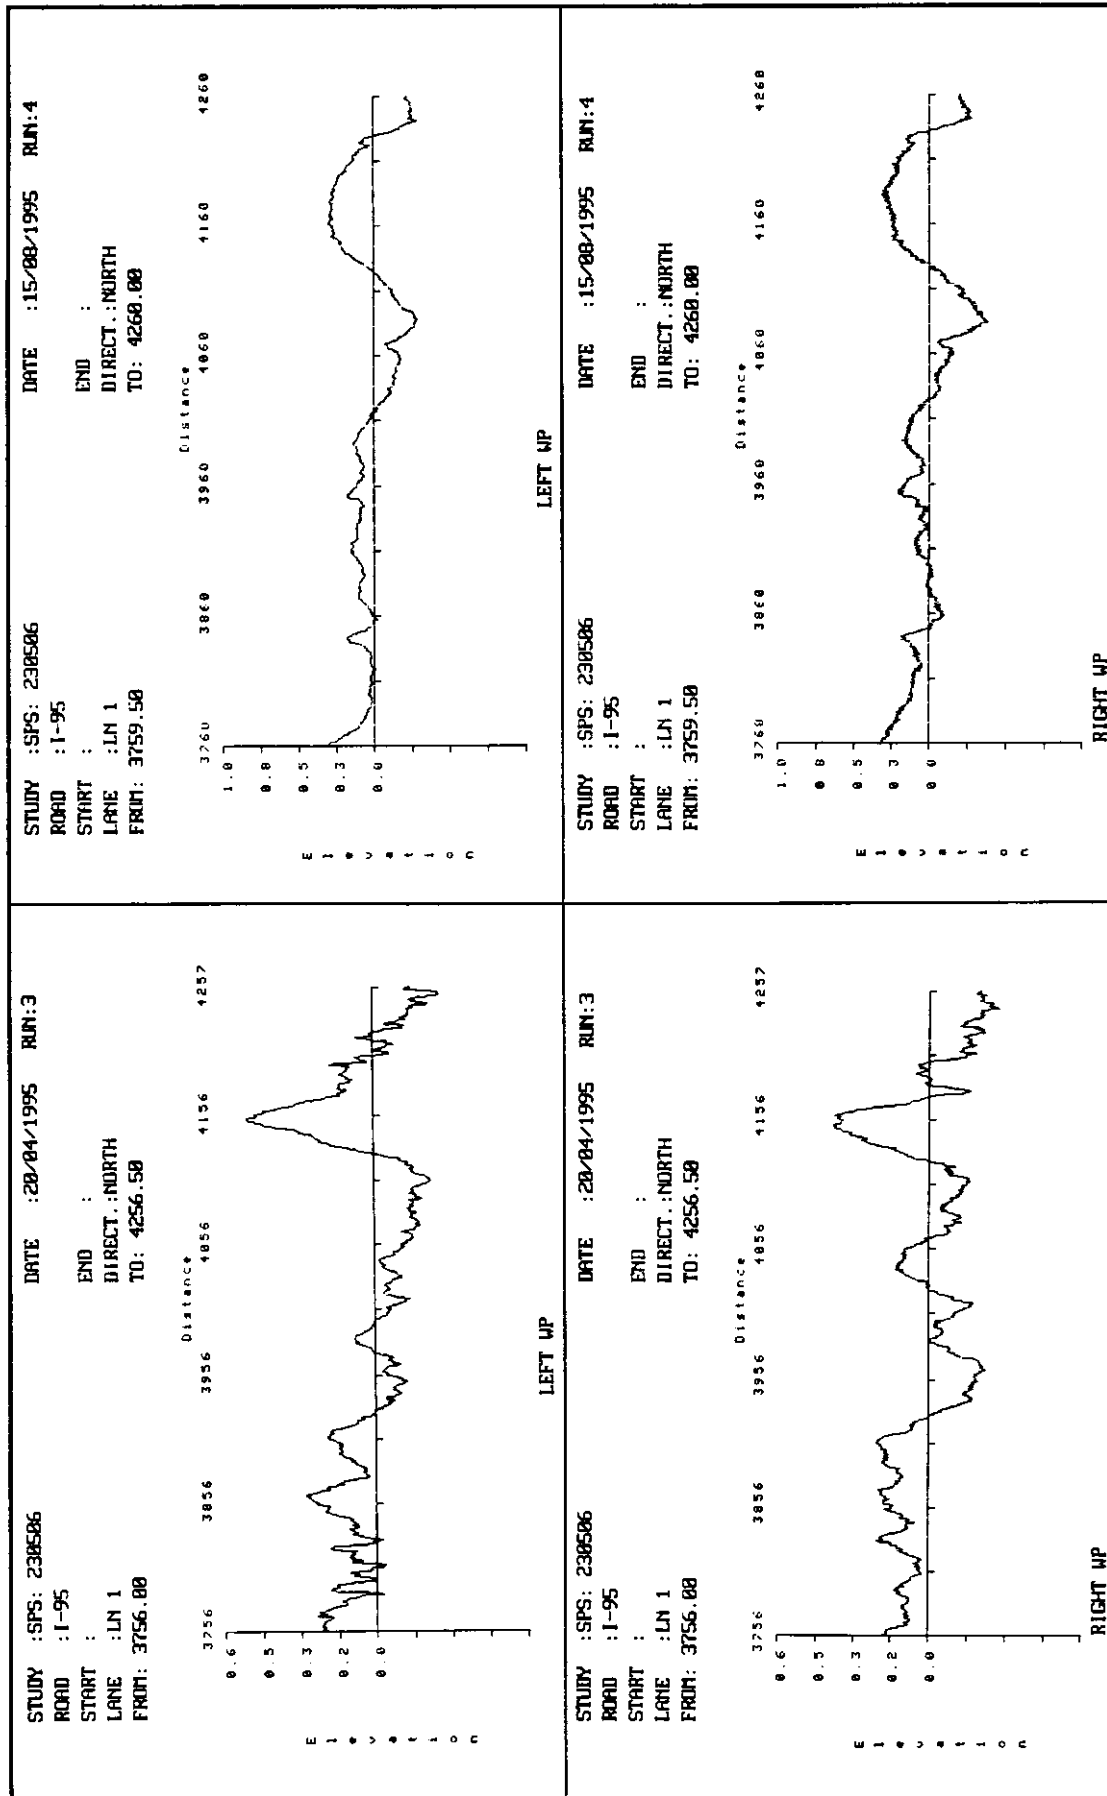 STUDY :SPS: 230506 DATE :20/04/1995 RUN:3
ROAD :I-95
START : END :
LANE :LN 1 DIRECT.:NORTH
FROM: 3756.00 TO: 4256.50
Distance
3756 3856 3956 4056 4156 4257
0.6
0.5
0.3
0.2
0.0
Elevation
LEFT WP
STUDY :SPS: 230506 DATE :15/08/1995 RUN:4
ROAD :I-95
START : END :
LANE :LN 1 DIRECT.:NORTH
FROM: 3759.50 TO: 4260.00
Distance
3760 3860 3960 4060 4160 4260
1.0
0.8
0.5
0.3
0.0
Elevation
LEFT WP
STUDY :SPS: 230506 DATE :20/04/1995 RUN:3
ROAD :I-95
START : END :
LANE :LN 1 DIRECT.:NORTH
FROM: 3756.00 TO: 4256.50
Distance
3756 3856 3956 4056 4156 4257
0.6
0.5
0.3
0.2
0.0
Elevation
RIGHT WP
STUDY :SPS: 230506 DATE :15/08/1995 RUN:4
ROAD :I-95
START : END :
LANE :LN 1 DIRECT.:NORTH
FROM: 3759.50 TO: 4260.00
Distance
3760 3860 3960 4060 4160 4260
1.0
0.8
0.5
0.3
0.0
Elevation
RIGHT WP